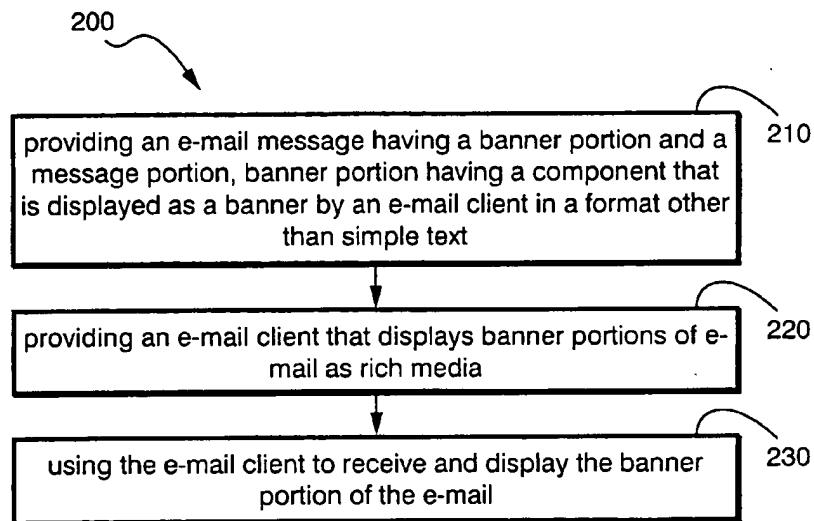 200
210
providing an e-mail message having a banner portion and a
message portion, banner portion having a component that
is displayed as a banner by an e-mail client in a format other
than simple text
220
providing an e-mail client that displays banner portions of e-
mail as rich media
230
using the e-mail client to receive and display the banner
portion of the e-mail